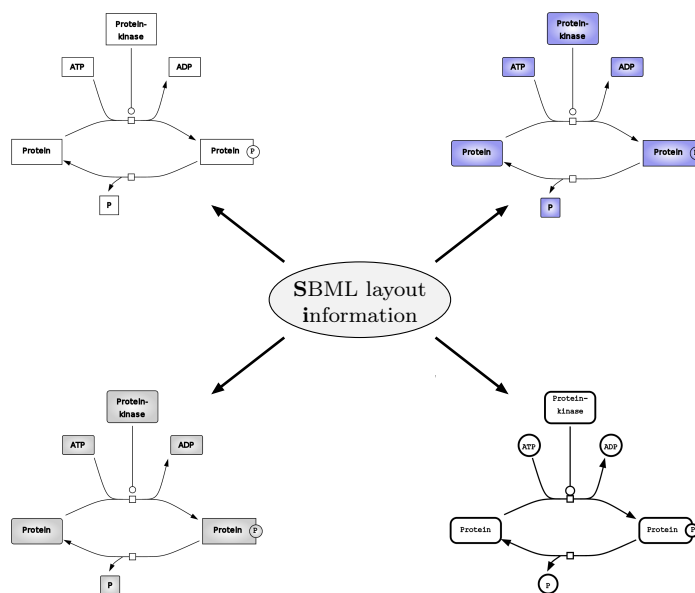 Protein-
kinase
ATP
ADP
Protein
Protein
P
P
Protein-
kinase
ATP
ADP
Protein
Protein
P
P
SBML layout
information
Protein-
kinase
ATP
ADP
Protein
Protein
P
P
Protein-
kinase
ATP
ADP
Protein
Protein
P
P